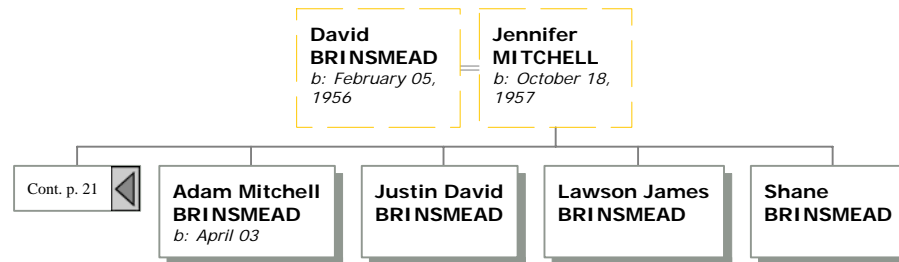 David
BRINSMEAD
b: February 05,
1956
Jennifer
MITCHELL
b: October 18,
1957
Cont. p. 21
Adam Mitchell
BRINSMEAD
b: April 03
Justin David
BRINSMEAD
Lawson James
BRINSMEAD
Shane
BRINSMEAD